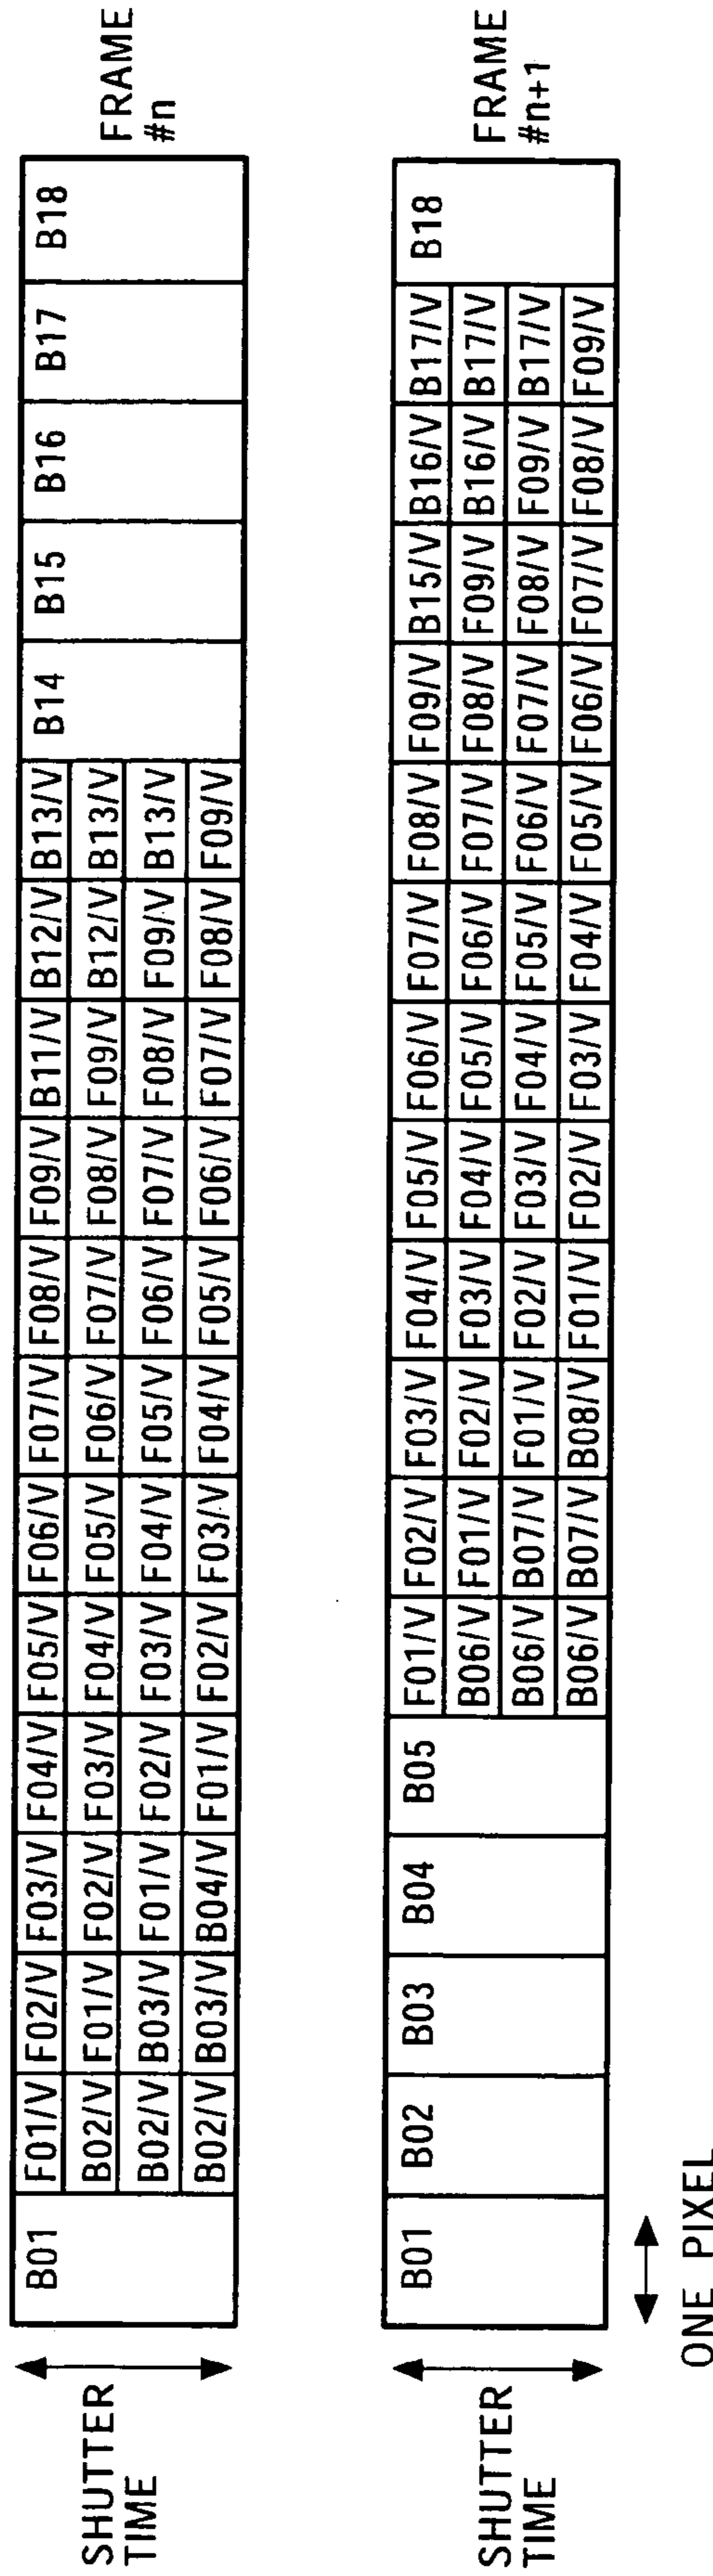 B01 F01/V F02/V F03/V F04/V F05/V F06/V F07/V F08/V F09/V B11/V B12/V B13/V B14 B15 B16 B17 B18
B02/V F01/V F02/V F03/V F04/V F05/V F06/V F07/V F08/V F09/V B12/V B13/V
B02/V B03/V F01/V F02/V F03/V F04/V F05/V F06/V F07/V F08/V F09/V B13/V
B02/V B03/V B04/V F01/V F02/V F03/V F04/V F05/V F06/V F07/V F08/V F09/V
SHUTTER
TIME
FRAME
#n
B01 B02 B03 B04 B05 F01/V F02/V F03/V F04/V F05/V F06/V F07/V F08/V F09/V B15/V B16/V B17/V B18
B06/V F01/V F02/V F03/V F04/V F05/V F06/V F07/V F08/V F09/V B16/V B17/V
B06/V B07/V F01/V F02/V F03/V F04/V F05/V F06/V F07/V F08/V F09/V B17/V
B06/V B07/V B08/V F01/V F02/V F03/V F04/V F05/V F06/V F07/V F08/V F09/V
SHUTTER
TIME
FRAME
#n+1
ONE PIXEL